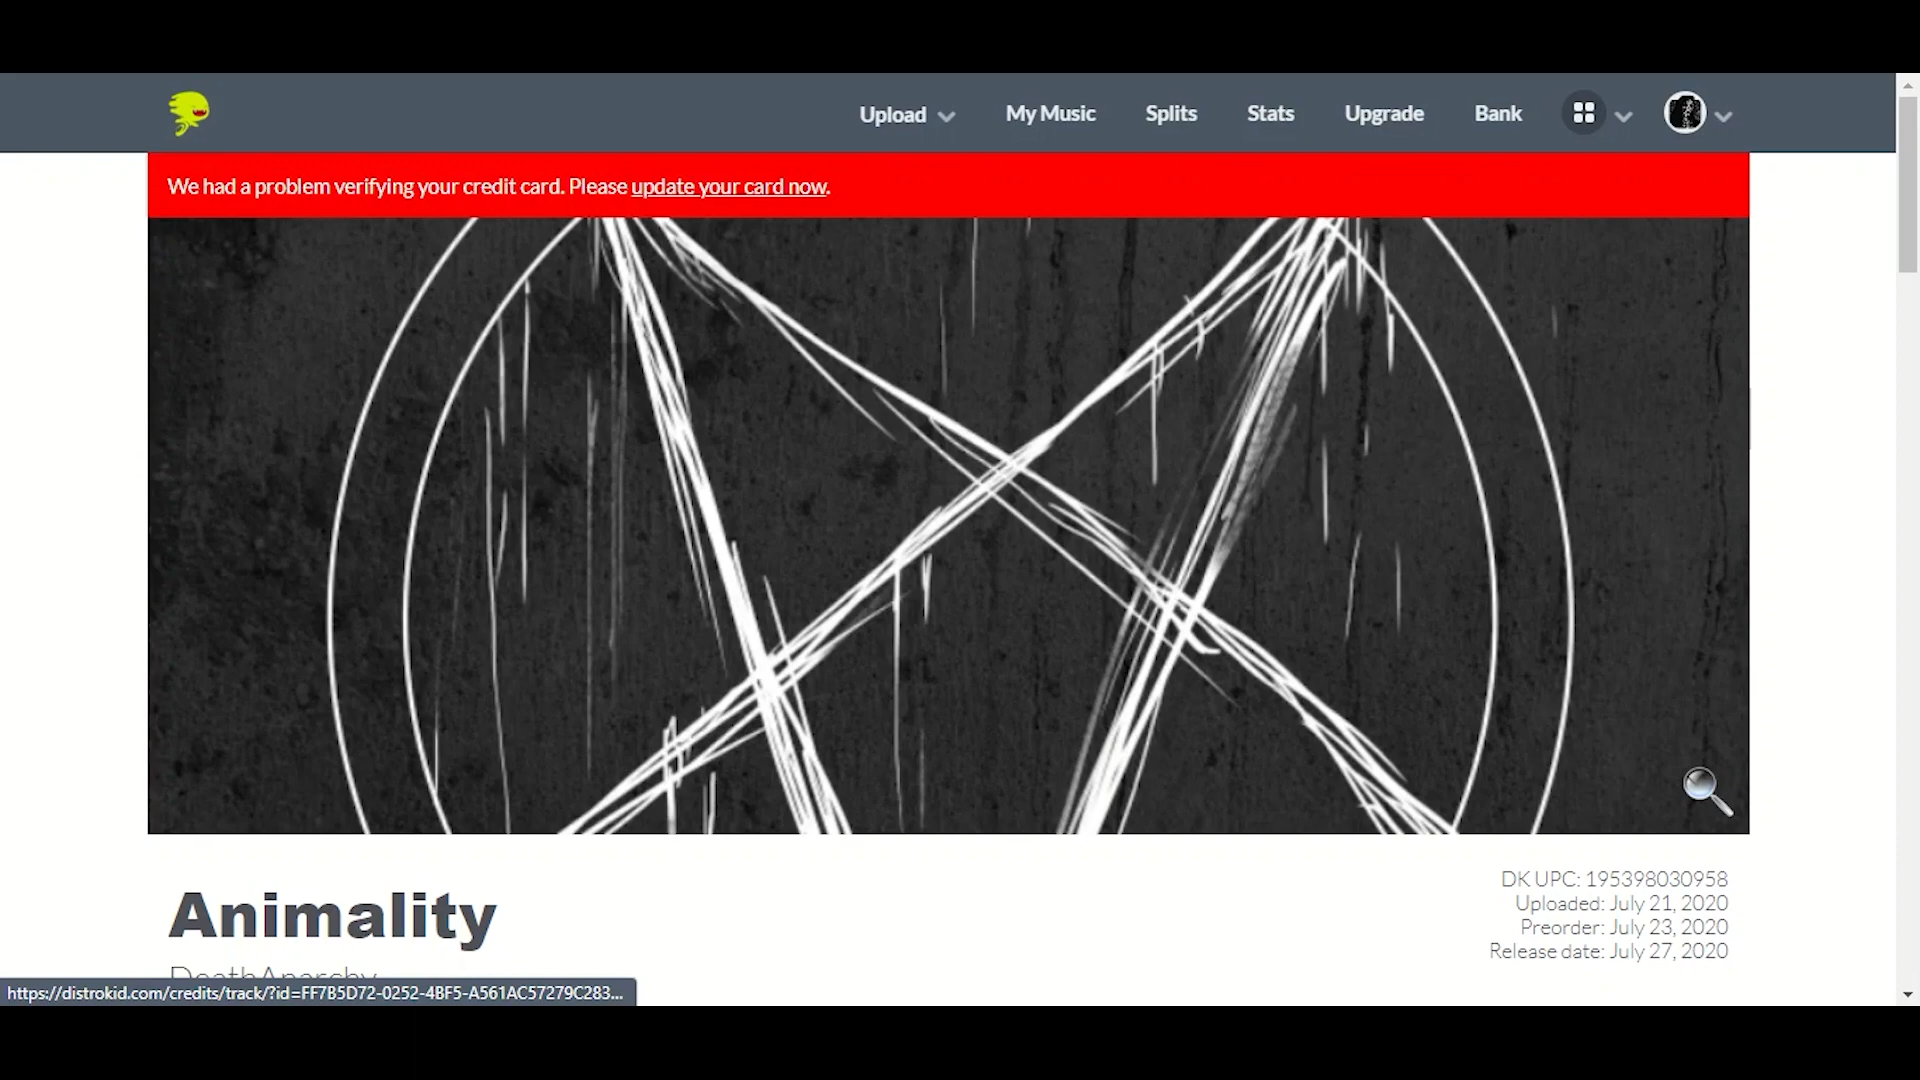 Upload My Music Splits Stats Upgrade Bank
We had a problem verifying your credit card. Please update your card now.
Animality
DeathAnarchy
DK UPC: 195398030958
Uploaded: July 21, 2020
Preorder: July 23, 2020
Release date: July 27, 2020
https://distrokid.com/credits/track/?id=FF7B5D72-0252-4BF5-A561AC57279C283...